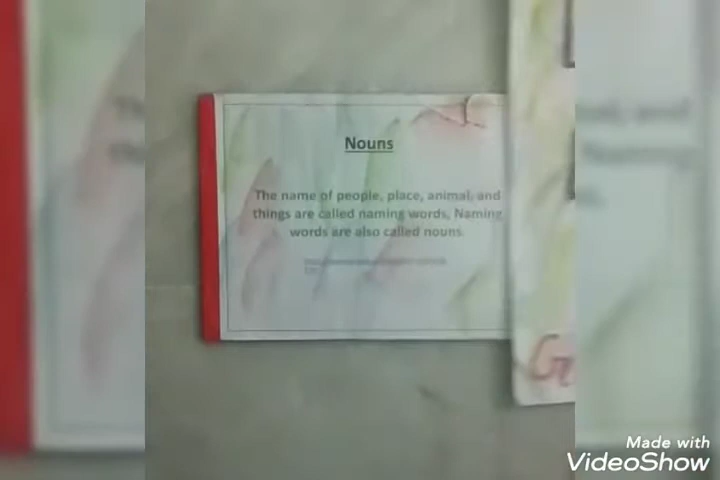 Nouns
The name of people, place, animal, and
things are called naming words, Naming
words are also called nouns.
G
Made with
VideoShow